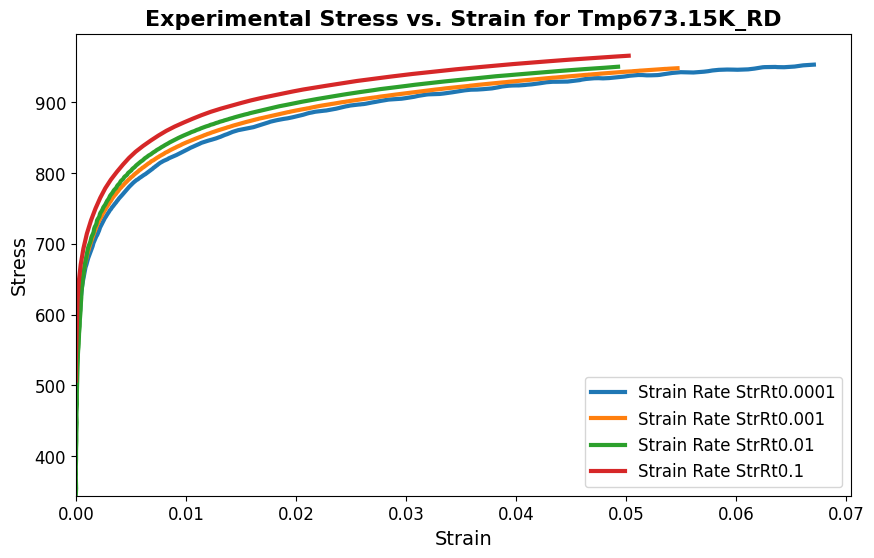 Experimental Stress vs. Strain for Tmp673.15K_RD
Stress
900
800
700
600
500
400
Strain Rate StrRt0.0001
Strain Rate StrRt0.001
Strain Rate StrRt0.01
Strain Rate StrRt0.1
0.00 0.01 0.02 0.03 0.04 0.05 0.06 0.07
Strain